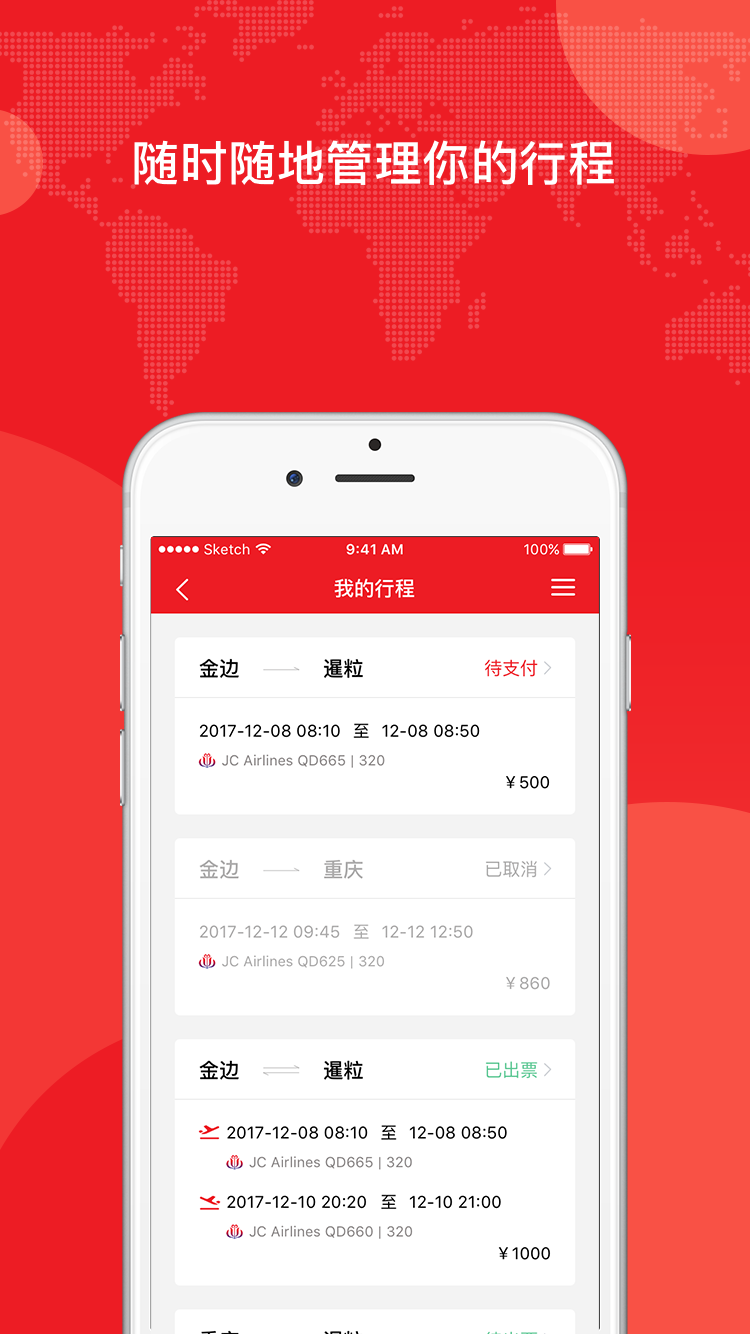 随时随地管理你的行程
Sketch 9:41 AM 100%
我的行程
金边 暹粒 待支付
2017-12-08 08:10 至 12-08 08:50
JC Airlines QD665 | 320
￥500
金边 重庆 已取消
2017-12-12 09:45 至 12-12 12:50
JC Airlines QD625 | 320
￥860
金边 暹粒 已出票
2017-12-08 08:10 至 12-08 08:50
JC Airlines QD665 | 320
2017-12-10 20:20 至 12-10 21:00
JC Airlines QD660 | 320
￥1000